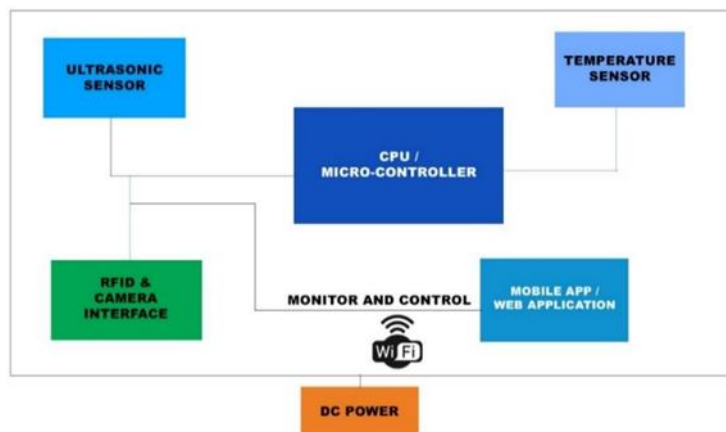 ULTRASONIC
SENSOR
TEMPERATURE
SENSOR
CPU /
MICRO-CONTROLLER
RFID &
CAMERA
INTERFACE
MONITOR AND CONTROL
MOBILE APP /
WEB APPLICATION
WiFi
DC POWER